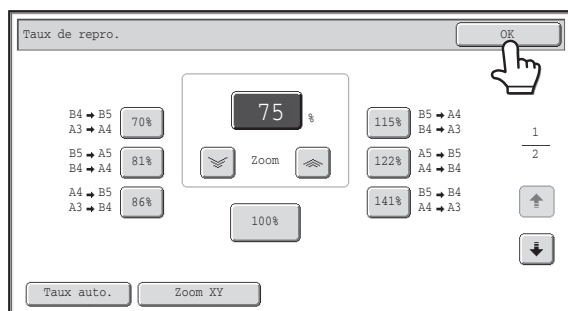 Taux de repro.
OK
B4 → B5
A3 → A4
70%
B5 → A5
B4 → A4
81%
A4 → B5
A3 → B4
86%
75 %
Zoom
100%
115%
B5 → A4
B4 → A3
122%
A5 → B5
A4 → B4
141%
B5 → B4
A4 → A3
1
2
Taux auto.
Zoom XY